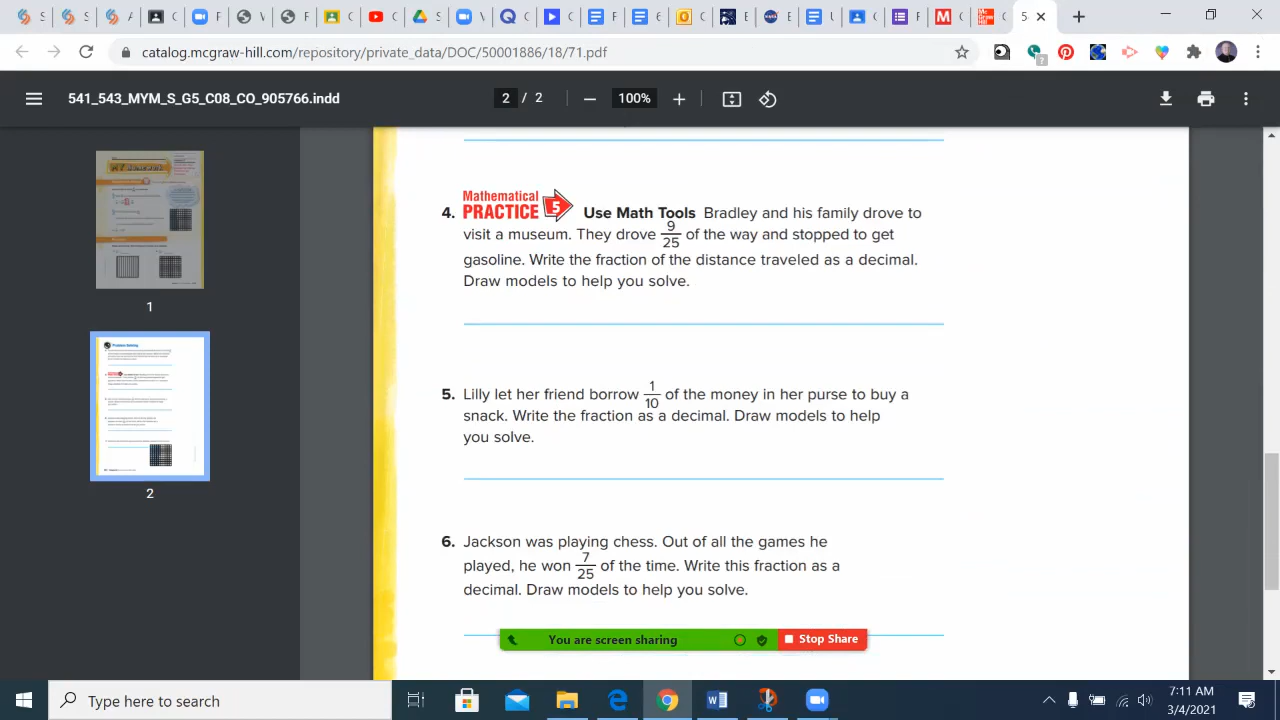 catalog.mcgraw-hill.com/repository/private_data/DOC/50001886/18/71.pdf
541_543_MYM_S_G5_C08_CO_905766.indd
2 / 2
100%
1
2
Mathematical
4. PRACTICE 5 Use Math Tools Bradley and his family drove to
visit a museum. They drove 9/25 of the way and stopped to get
gasoline. Write the fraction of the distance traveled as a decimal.
Draw models to help you solve.
5. Lilly let her friend borrow 1/10 of the money in her purse to buy a
snack. Write the fraction as a decimal. Draw models to help
you solve.
6. Jackson was playing chess. Out of all the games he
played, he won 7/25 of the time. Write this fraction as a
decimal. Draw models to help you solve.
You are screen sharing
Stop Share
Type here to search
7:11 AM
3/4/2021